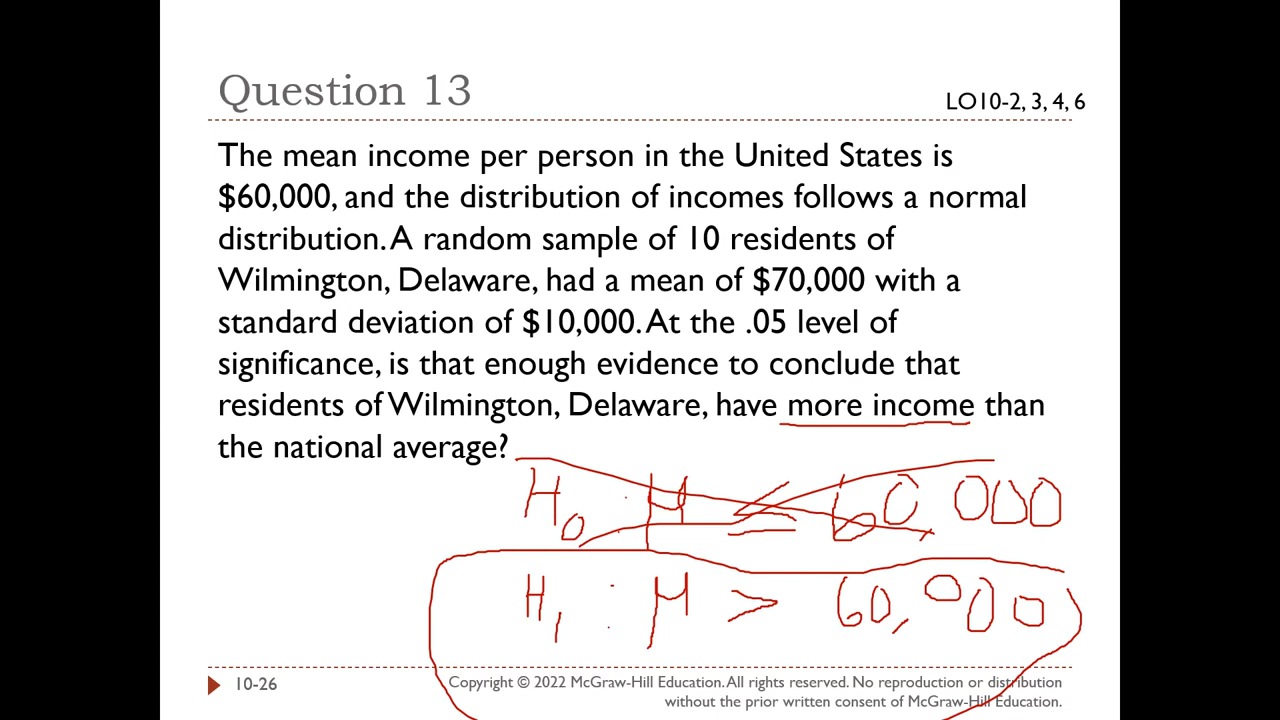 Question 13
LO10-2, 3, 4, 6
The mean income per person in the United States is
$60,000, and the distribution of incomes follows a normal
distribution. A random sample of 10 residents of
Wilmington, Delaware, had a mean of $70,000 with a
standard deviation of $10,000. At the .05 level of
significance, is that enough evidence to conclude that
residents of Wilmington, Delaware, have more income than
the national average?
H₀ : μ ≤ 60 000
H₁ : μ > 60,000
10-26
Copyright © 2022 McGraw-Hill Education. All rights reserved. No reproduction or distribution
without the prior written consent of McGraw-Hill Education.